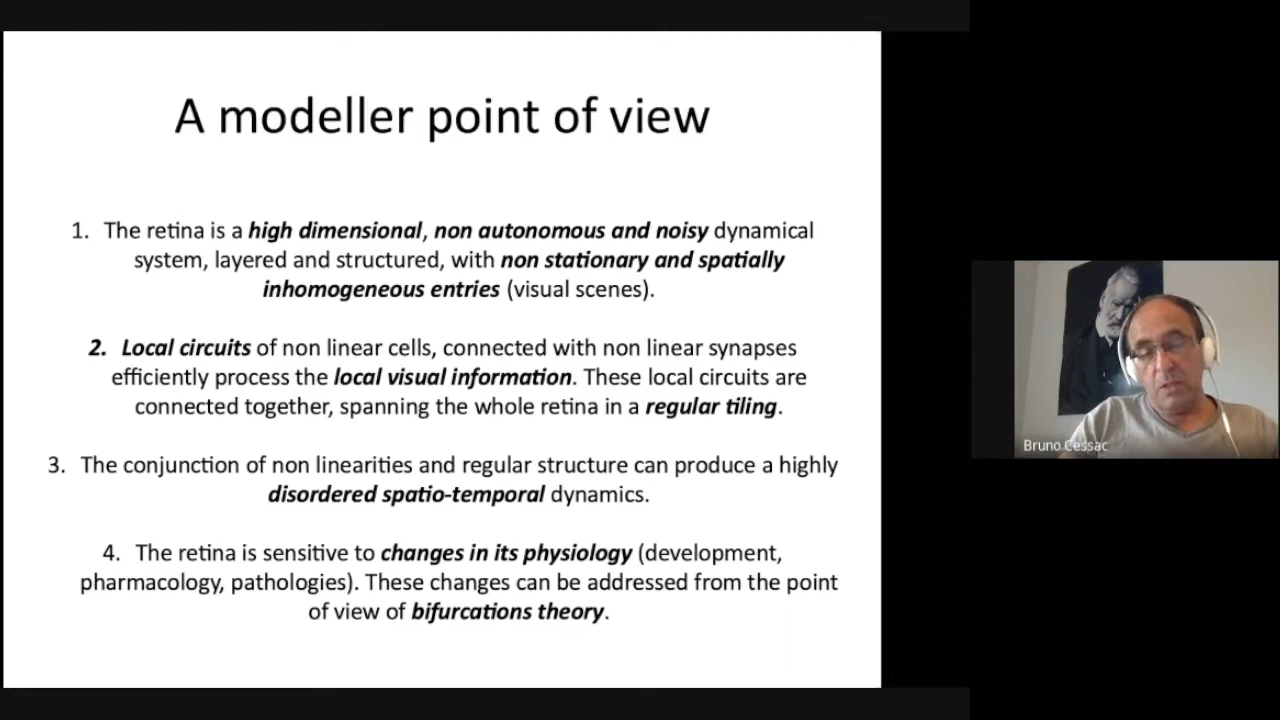 A modeller point of view
1. The retina is a high dimensional, non autonomous and noisy dynamical
system, layered and structured, with non stationary and spatially
inhomogeneous entries (visual scenes).
2. Local circuits of non linear cells, connected with non linear synapses
efficiently process the local visual information. These local circuits are
connected together, spanning the whole retina in a regular tiling.
3. The conjunction of non linearities and regular structure can produce a highly
disordered spatio-temporal dynamics.
4. The retina is sensitive to changes in its physiology (development,
pharmacology, pathologies). These changes can be addressed from the point
of view of bifurcations theory.
Bruno Cessac